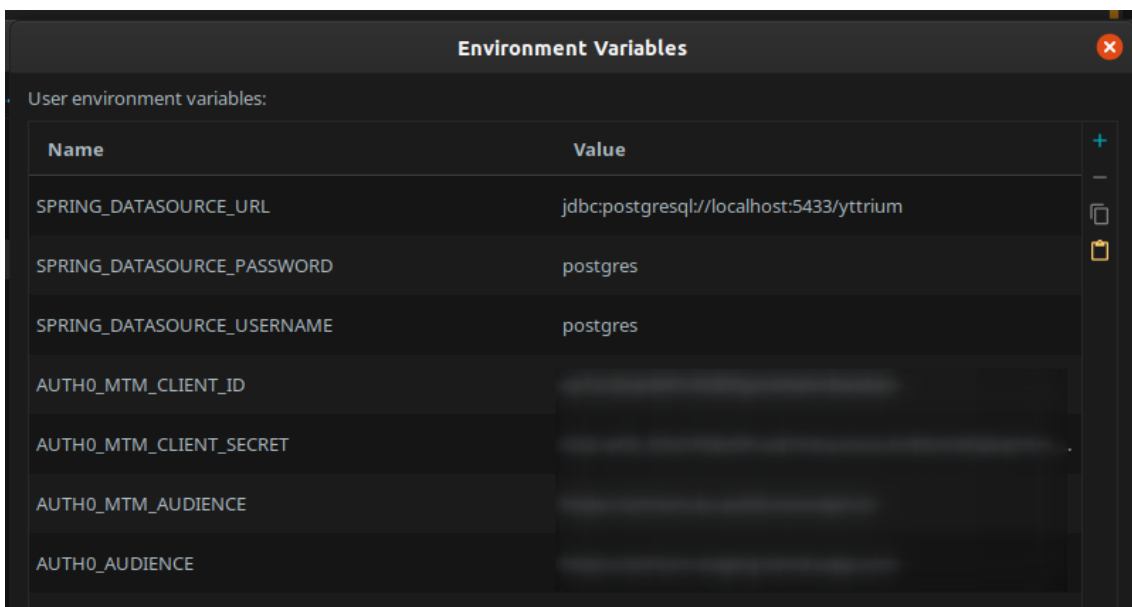 Environment Variables
User environment variables:
Name Value
SPRING_DATASOURCE_URL jdbc:postgresql://localhost:5433/yttrium
SPRING_DATASOURCE_PASSWORD postgres
SPRING_DATASOURCE_USERNAME postgres
AUTH0_MTM_CLIENT_ID
AUTH0_MTM_CLIENT_SECRET
AUTH0_MTM_AUDIENCE
AUTH0_AUDIENCE